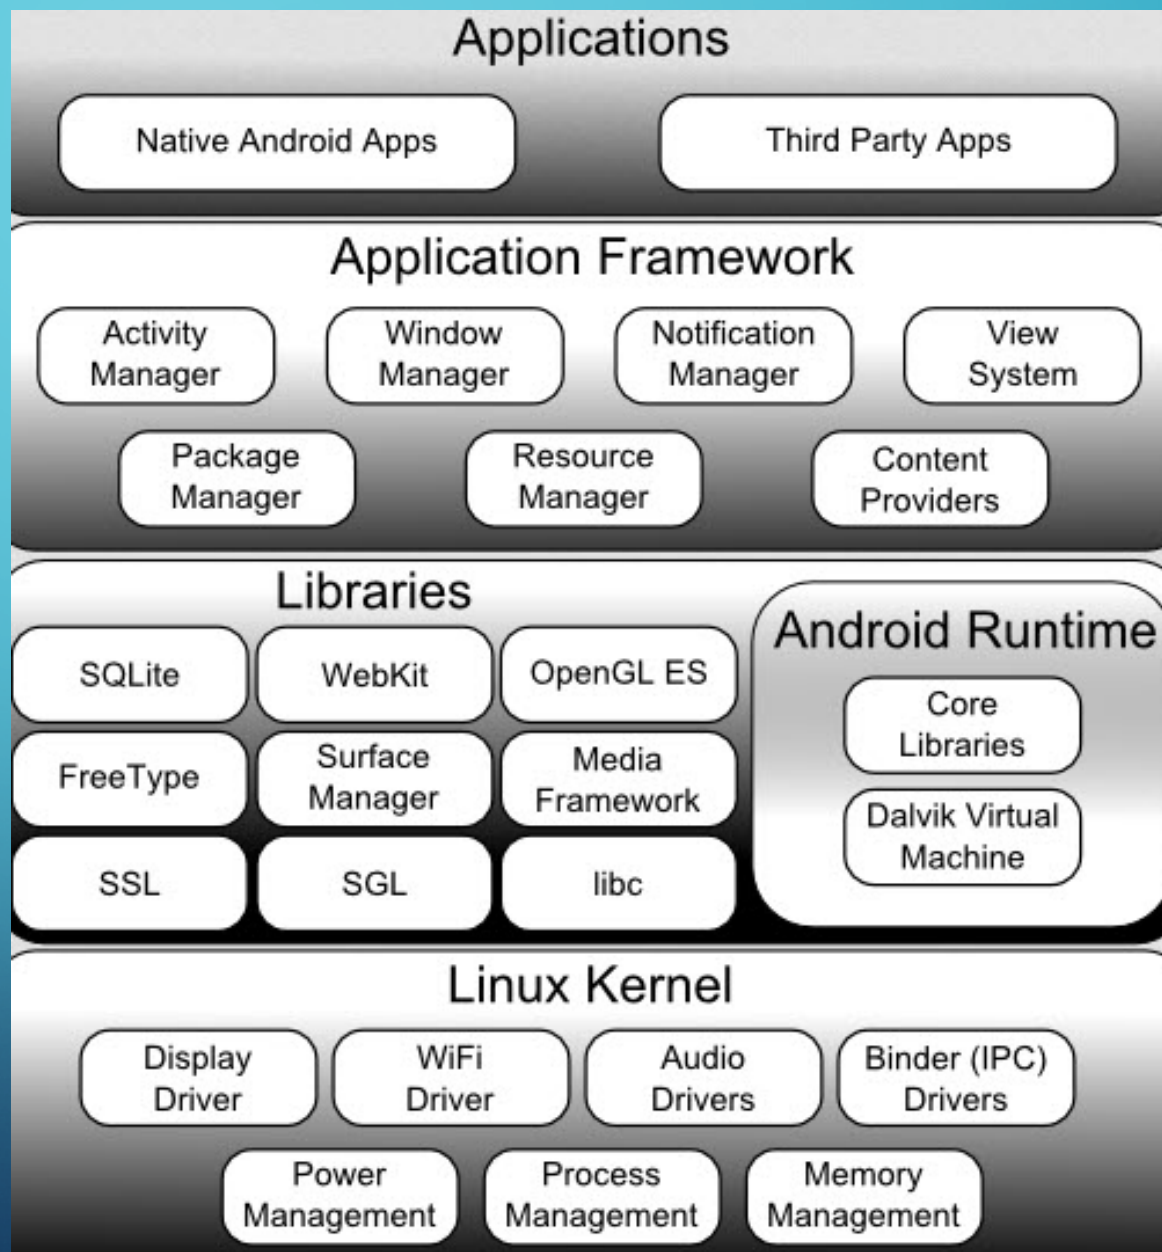 Applications
Native Android Apps
Third Party Apps
Application Framework
Activity
Manager
Window
Manager
Notification
Manager
View
System
Package
Manager
Resource
Manager
Content
Providers
Libraries
SQLite
WebKit
OpenGL ES
FreeType
Surface
Manager
Media
Framework
SSL
SGL
libc
Android Runtime
Core
Libraries
Dalvik Virtual
Machine
Linux Kernel
Display
Driver
WiFi
Driver
Audio
Drivers
Binder (IPC)
Drivers
Power
Management
Process
Management
Memory
Management